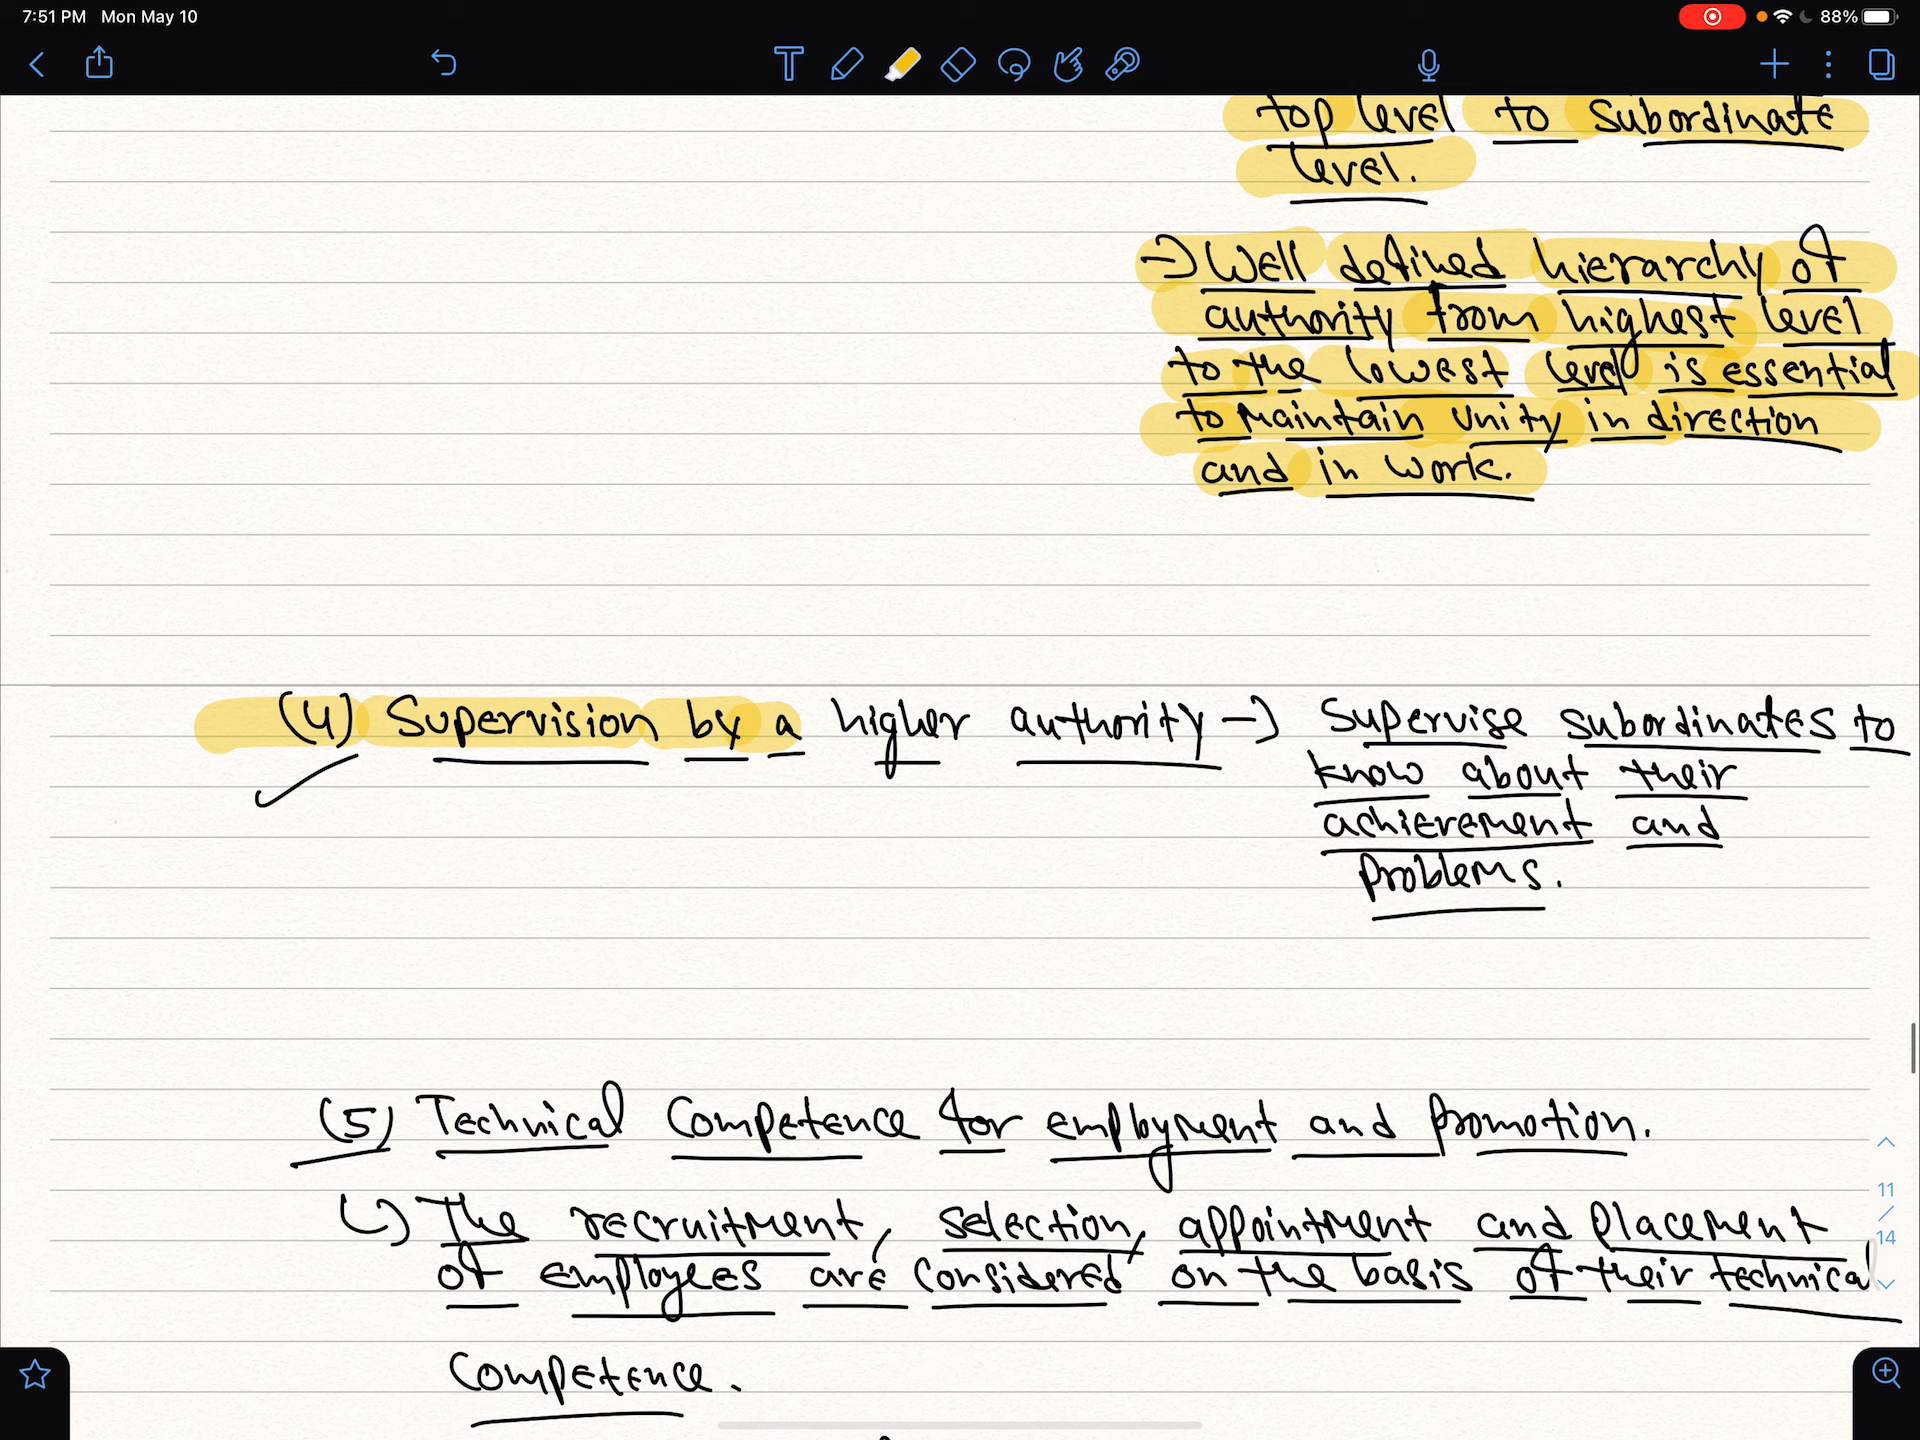 7:51 PM Mon May 10
88%
top level to subordinate
level.
→ Well defined hierarchy of
authority from highest level
to the lowest level is essential
to maintain unity in direction
and in work.
(4) Supervision by a higher authority → Supervise subordinates to
know about their
achievement and
problems.
(5) Technical Competence for employment and promotion.
↳ The recruitment, selection, appointment and placement
of employees are considered on the basis of their technical
competence.
11
/
14